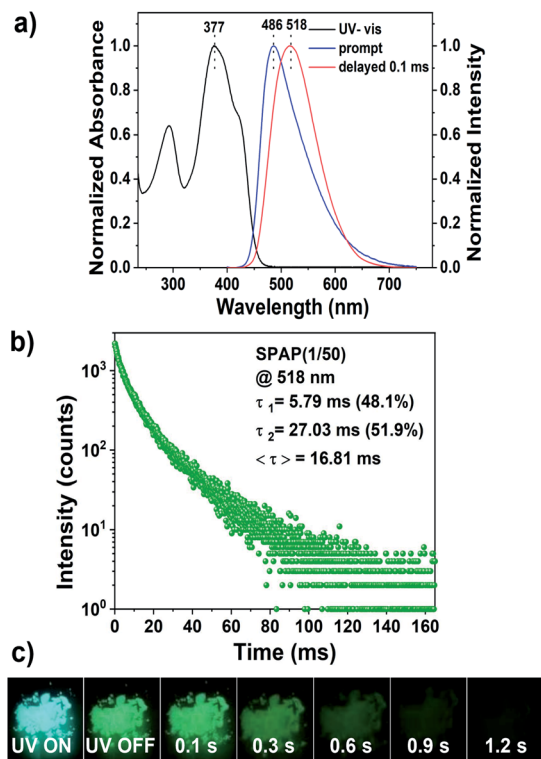 a)
377
486 518
UV- vis
prompt
delayed 0.1 ms
Normalized Absorbance
Normalized Intensity
1.0
0.8
0.6
0.4
0.2
0.0
1.0
0.8
0.6
0.4
0.2
0.0
300 400 500 600 700
Wavelength (nm)
b)
SPAP(1/50)
@ 518 nm
τ 1= 5.79 ms (48.1%)
τ 2= 27.03 ms (51.9%)
< τ > = 16.81 ms
Intensity (counts)
10³
10²
10¹
10⁰
0 20 40 60 80 100 120 140 160
Time (ms)
c)
UV ON UV OFF 0.1 s 0.3 s 0.6 s 0.9 s 1.2 s